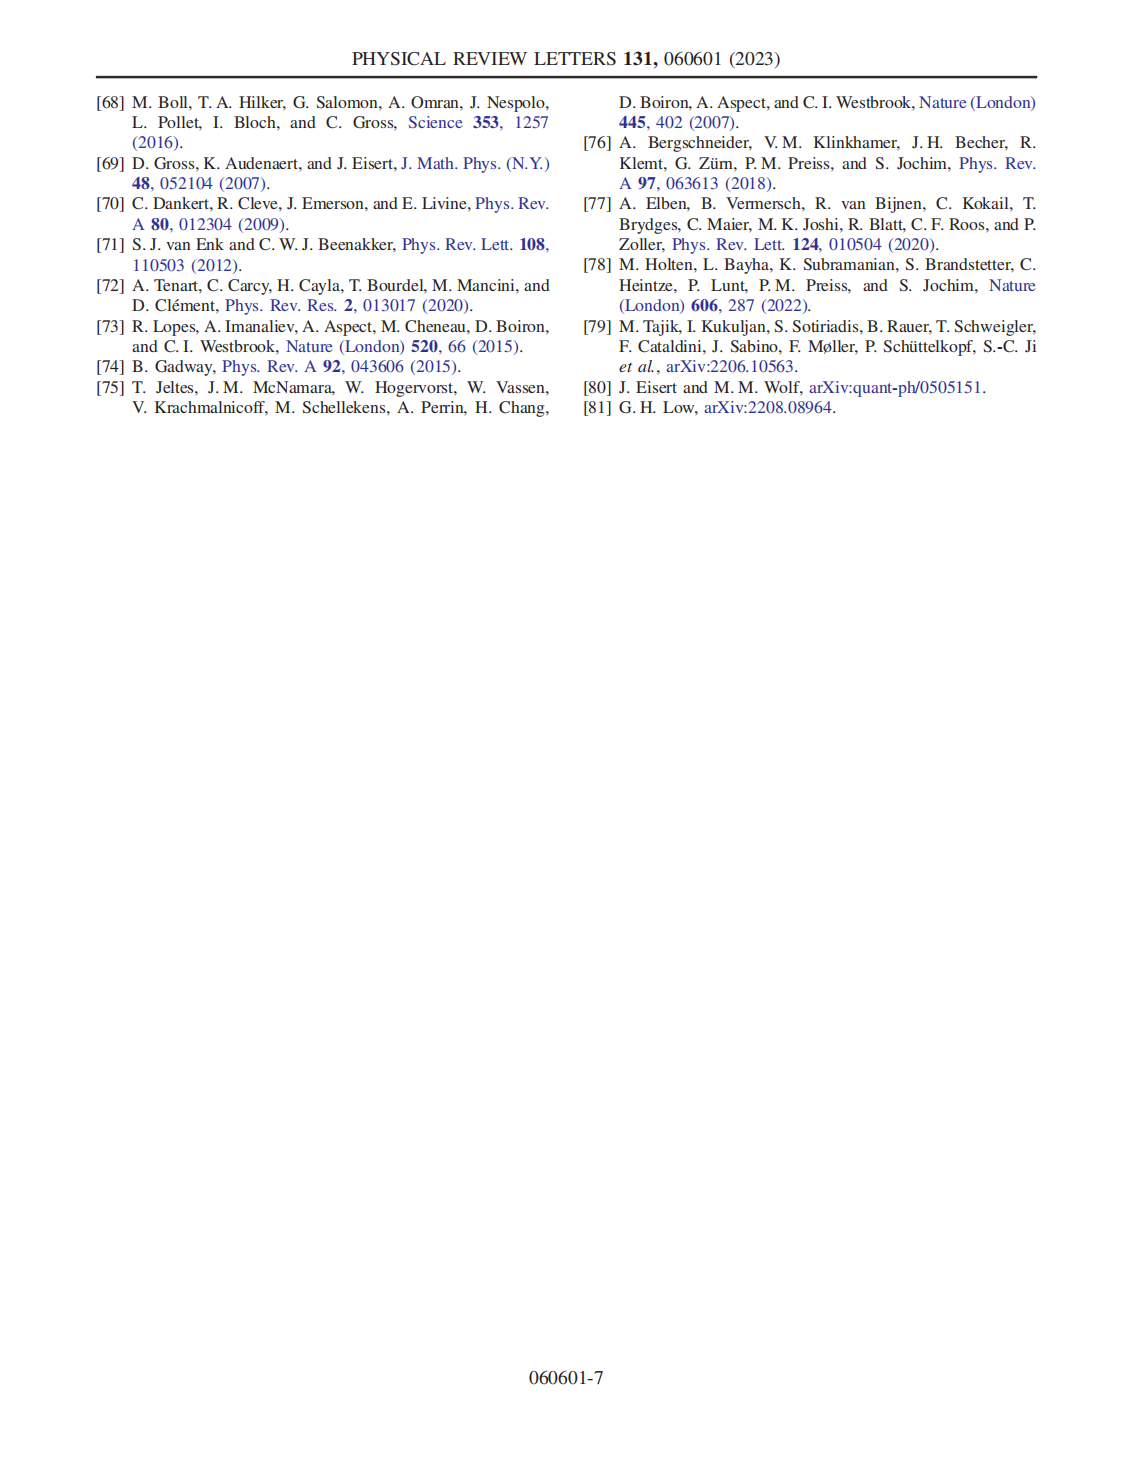 PHYSICAL REVIEW LETTERS 131, 060601 (2023)
[68] M. Boll, T. A. Hilker, G. Salomon, A. Omran, J. Nespolo,
L. Pollet, I. Bloch, and C. Gross, Science 353, 1257
(2016).
[69] D. Gross, K. Audenaert, and J. Eisert, J. Math. Phys. (N.Y.)
48, 052104 (2007).
[70] C. Dankert, R. Cleve, J. Emerson, and E. Livine, Phys. Rev.
A 80, 012304 (2009).
[71] S. J. van Enk and C. W. J. Beenakker, Phys. Rev. Lett. 108,
110503 (2012).
[72] A. Tenart, C. Carcy, H. Cayla, T. Bourdel, M. Mancini, and
D. Clément, Phys. Rev. Res. 2, 013017 (2020).
[73] R. Lopes, A. Imanaliev, A. Aspect, M. Cheneau, D. Boiron,
and C. I. Westbrook, Nature (London) 520, 66 (2015).
[74] B. Gadway, Phys. Rev. A 92, 043606 (2015).
[75] T. Jeltes, J. M. McNamara, W. Hogervorst, W. Vassen,
V. Krachmalnicoff, M. Schellekens, A. Perrin, H. Chang,
D. Boiron, A. Aspect, and C. I. Westbrook, Nature (London)
445, 402 (2007).
[76] A. Bergschneider, V. M. Klinkhamer, J. H. Becher, R.
Klemt, G. Zürn, P. M. Preiss, and S. Jochim, Phys. Rev.
A 97, 063613 (2018).
[77] A. Elben, B. Vermersch, R. van Bijnen, C. Kokail, T.
Brydges, C. Maier, M. K. Joshi, R. Blatt, C. F. Roos, and P.
Zoller, Phys. Rev. Lett. 124, 010504 (2020).
[78] M. Holten, L. Bayha, K. Subramanian, S. Brandstetter, C.
Heintze, P. Lunt, P. M. Preiss, and S. Jochim, Nature
(London) 606, 287 (2022).
[79] M. Tajik, I. Kukuljan, S. Sotiriadis, B. Rauer, T. Schweigler,
F. Cataldini, J. Sabino, F. Møller, P. Schüttelkopf, S.-C. Ji
et al., arXiv:2206.10563.
[80] J. Eisert and M. M. Wolf, arXiv:quant-ph/0505151.
[81] G. H. Low, arXiv:2208.08964.
060601-7